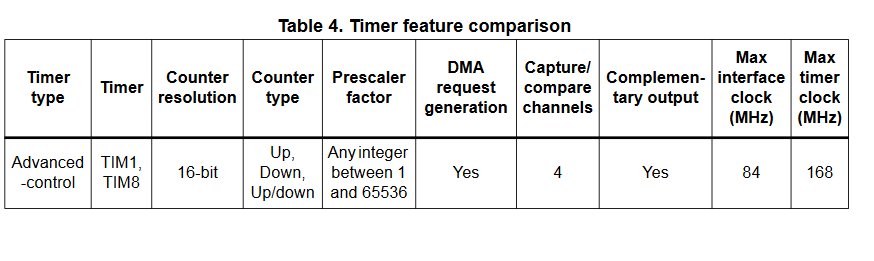 Table 4. Timer feature comparison
Timer
type
Timer
Counter
resolution
Counter
type
Prescaler
factor
DMA
request
generation
Capture/
compare
channels
Complemen-
tary output
Max
interface
clock
(MHz)
Max
timer
clock
(MHz)
Advanced
-control
TIM1,
TIM8
16-bit
Up,
Down,
Up/down
Any integer
between 1
and 65536
Yes
4
Yes
84
168